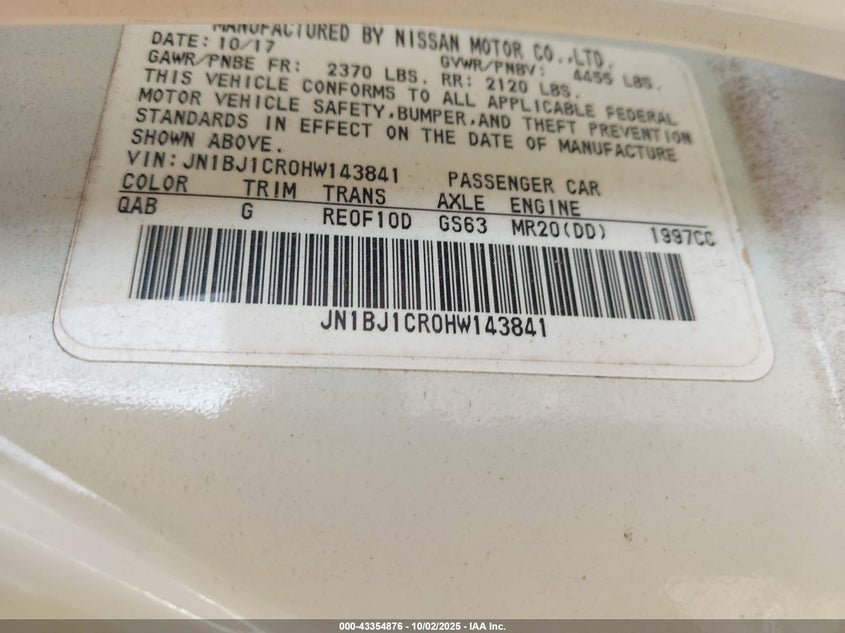 MANUFACTURED BY NISSAN MOTOR CO.,LTD.
DATE: 10/17 GVWR/PNBV: 4455 LBS.
GAWR/PNBE FR: 2370 LBS. RR: 2120 LBS.
THIS VEHICLE CONFORMS TO ALL APPLICABLE FEDERAL
MOTOR VEHICLE SAFETY,BUMPER,AND THEFT PREVENTION
STANDARDS IN EFFECT ON THE DATE OF MANUFACTURE
SHOWN ABOVE.
VIN: JN1BJ1CR0HW143841 PASSENGER CAR
COLOR TRIM TRANS AXLE ENGINE
QAB G RE0F10D GS63 MR20(DD) 1997CC
JN1BJ1CR0HW143841
000-43354876 - 10/02/2025 - IAA Inc.